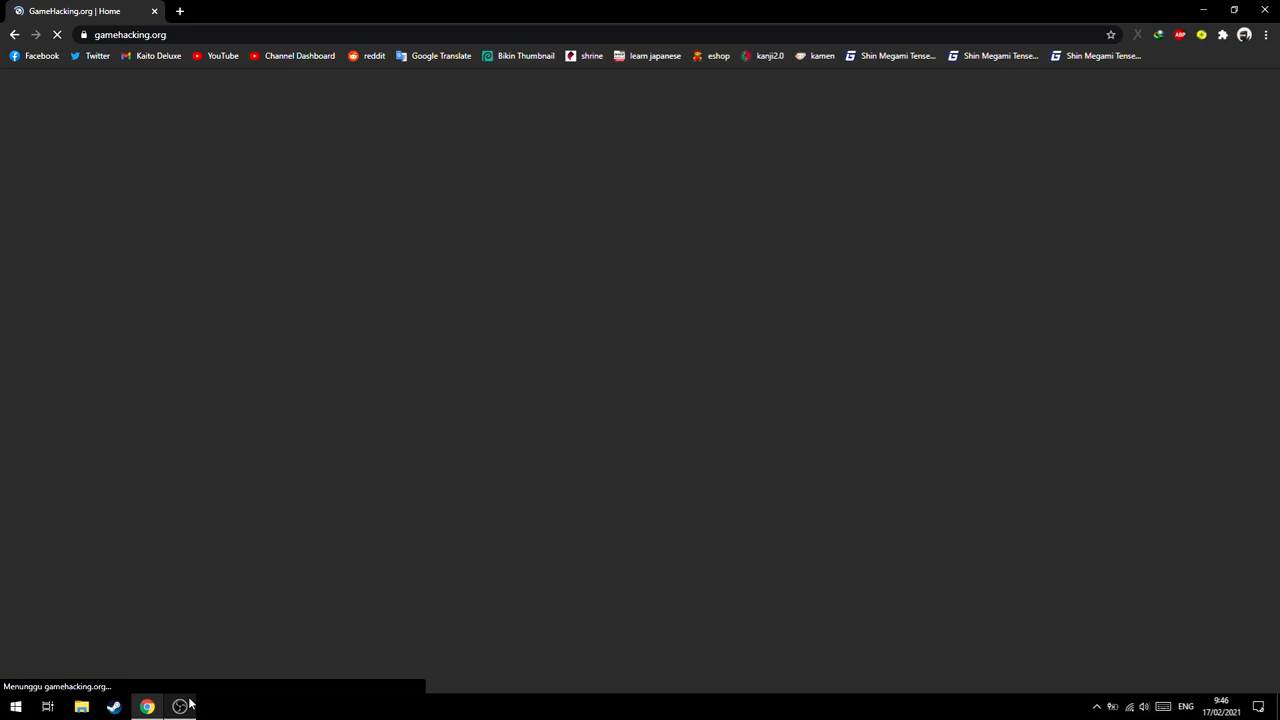 GameHacking.org | Home
gamehacking.org
Facebook Twitter Kaito Deluxe YouTube Channel Dashboard reddit Google Translate Bikin Thumbnail shrine learn japanese eshop kanji2.0 kamen Shin Megami Tense... Shin Megami Tense... Shin Megami Tense...
Menunggu gamehacking.org...
ENG
9:46
17/02/2021
ABP